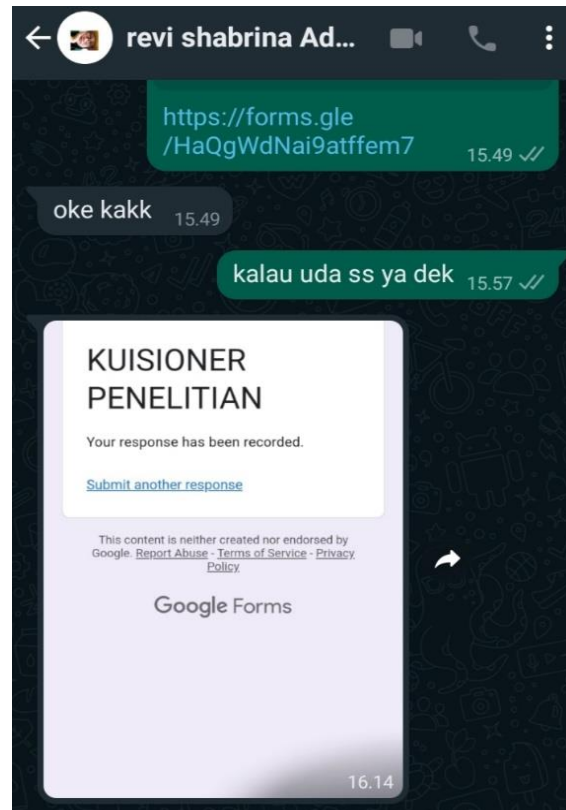 revi shabrina Ad...
https://forms.gle
/HaQgWdNai9atffem7
15.49
oke kakk 15.49
kalau uda ss ya dek 15.57
KUISIONER
PENELITIAN
Your response has been recorded.
Submit another response
This content is neither created nor endorsed by
Google. Report Abuse - Terms of Service - Privacy
Policy
Google Forms
16.14